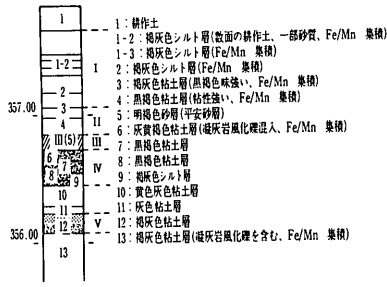 1
1：耕作土
1-2：褐灰色シルト層(数面の耕作土、一部砂質、Fe/Mn 集積)
1-3：褐灰色シルト層(Fe/Mn 集積)
1-2
I
2：褐灰色シルト層(Fe/Mn 集積)
2
3：褐灰色粘土層(黒褐色味強い、Fe/Mn 集積)
357.00
3
4：黒褐色粘土層(粘性強い、Fe/Mn 集積)
4
II
5：明褐色砂層(平安砂層)
III(5)
III
6：灰黄褐色粘土層(凝灰岩風化礫混入、Fe/Mn 集積)
7：黒褐色粘土層
6
7
8
9
IV
8：黒褐色粘土層
9：褐灰色シルト層
10
10：黄色灰色粘土層
11
11：灰色粘土層
12
V
12：褐灰色粘土層
356.00
13：褐灰色粘土層(凝灰岩風化礫を含む、Fe/Mn 集積)
13